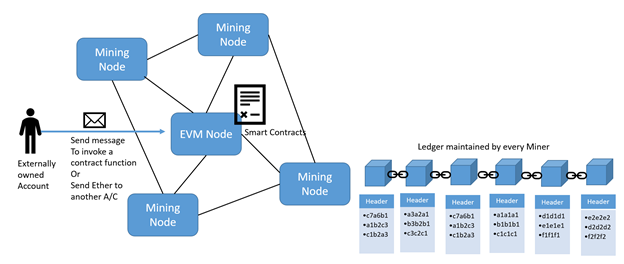 Mining
Node
Mining
Node
EVM Node
Smart Contracts
Mining
Node
Mining
Node
Externally
owned
Account
Send message
To invoke a
contract function
Or
Send Ether to
another A/C
Ledger maintained by every Miner
Header
•c7a6b1
•a1b2c3
•c1b2a3
Header
•a3a2a1
•b3b2b1
•c3c2c1
Header
•c7a6b1
•a1b2c3
•c1b2a3
Header
•a1a1a1
•b1b1b1
•c1c1c1
Header
•d1d1d1
•e1e1e1
•f1f1f1
Header
•e2e2e2
•d2d2d2
•f2f2f2